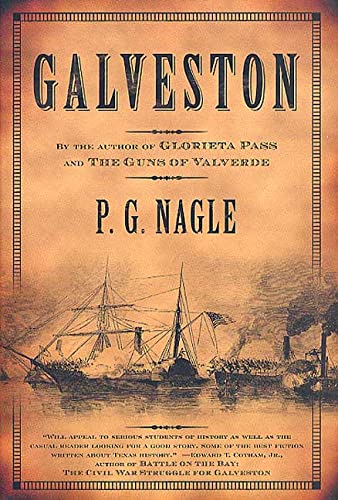 GALVESTON
BY THE AUTHOR OF GLORIETA PASS
AND THE GUNS OF VALVERDE
P. G. NAGLE
"WILL APPEAL TO SERIOUS STUDENTS OF HISTORY AS WELL AS THE
CASUAL READER LOOKING FOR A GOOD STORY. SOME OF THE BEST FICTION
WRITTEN ABOUT TEXAS HISTORY." —EDWARD T. COTHAM, JR.,
AUTHOR OF BATTLE ON THE BAY:
THE CIVIL WAR STRUGGLE FOR GALVESTON